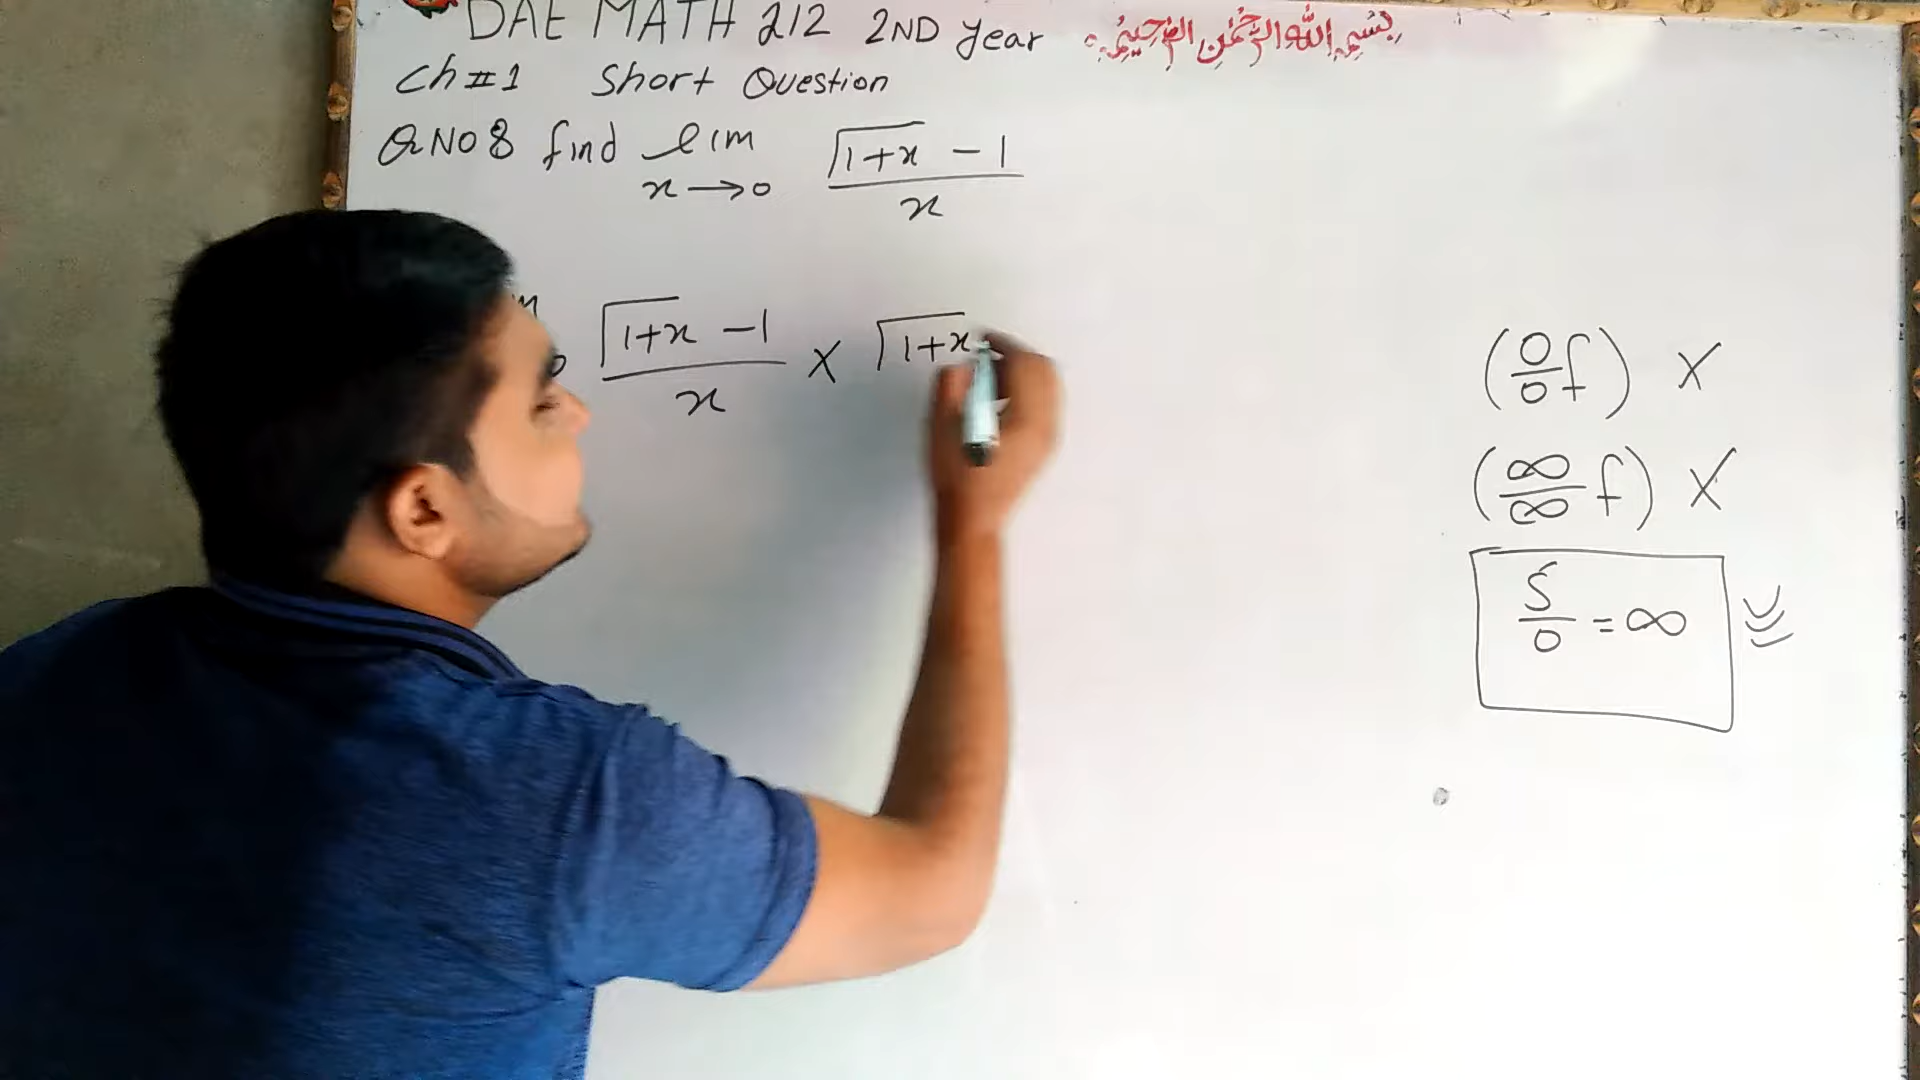 DAE MATH 212 2ND Year بسم الله الرحمن الرحيم
Ch#1 Short Question
Q NO 8 find lim x→0 (√(1+x) - 1)/x
(√(1+x) - 1)/x × √(1+x)
(0/0 f) ×
(∞/∞ f) ×
5/0 = ∞